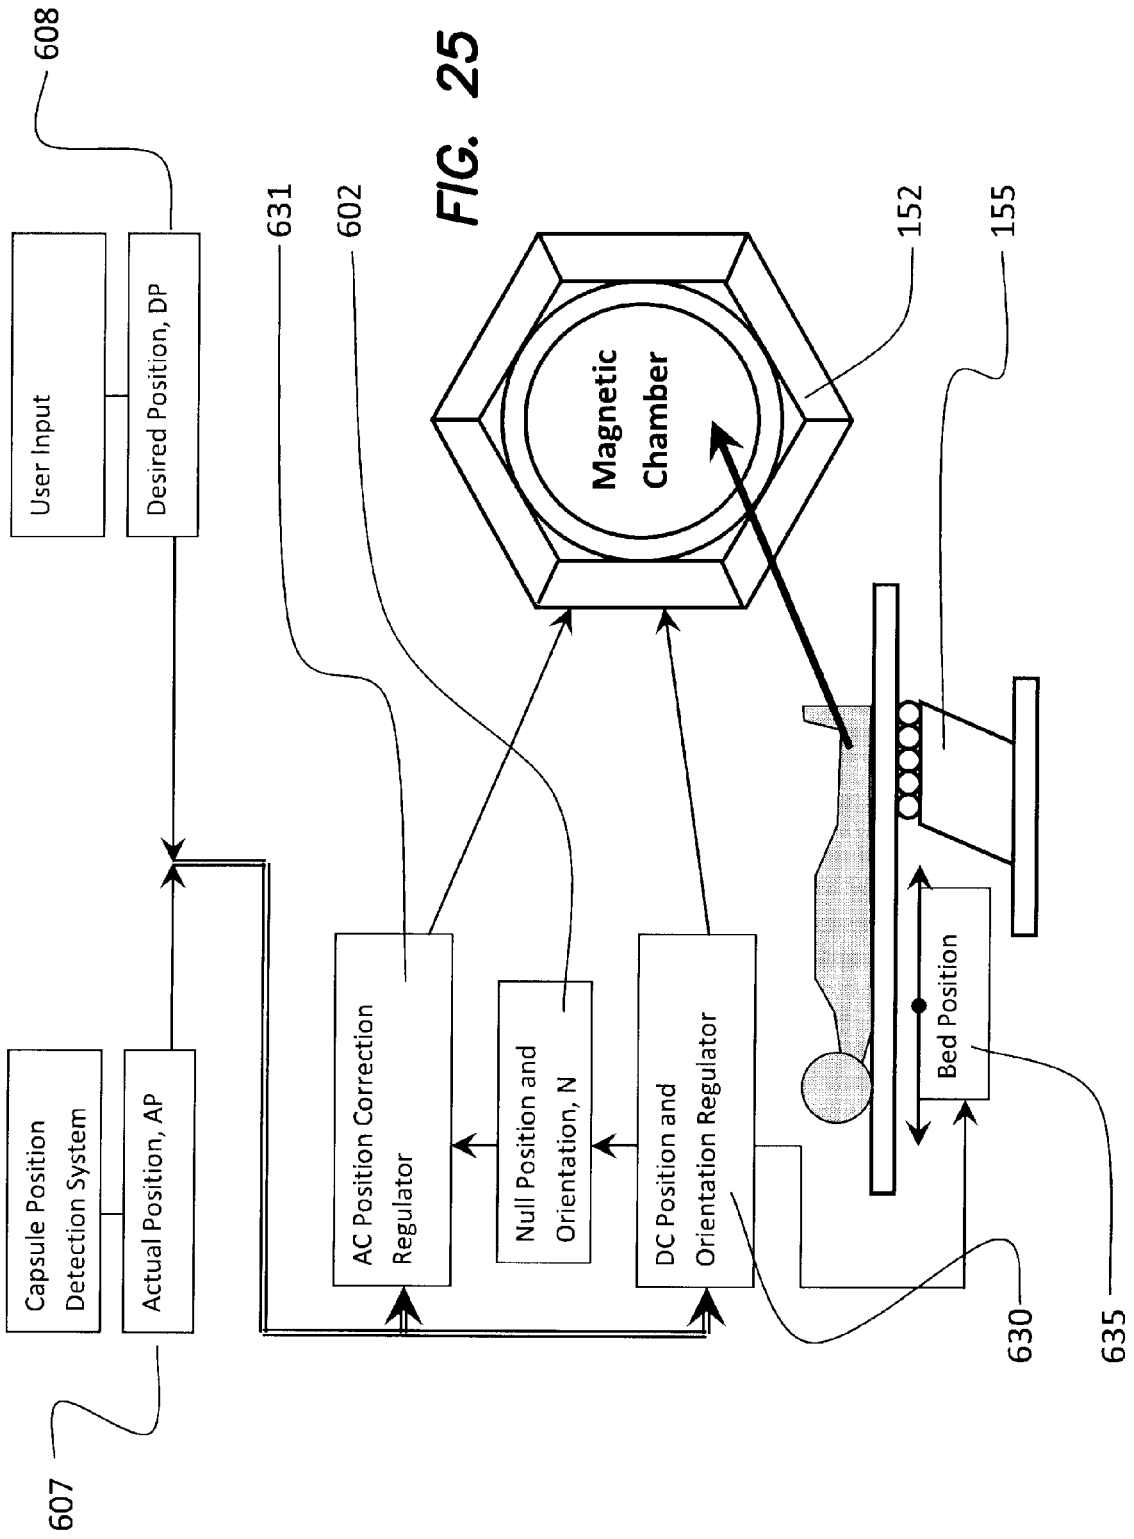 607
Capsule Position
Detection System
Actual Position, AP
User Input
Desired Position, DP
608
AC Position Correction
Regulator
631
602
Null Position and
Orientation, N
DC Position and
Orientation Regulator
FIG. 25
Magnetic
Chamber
152
155
Bed Position
630
635